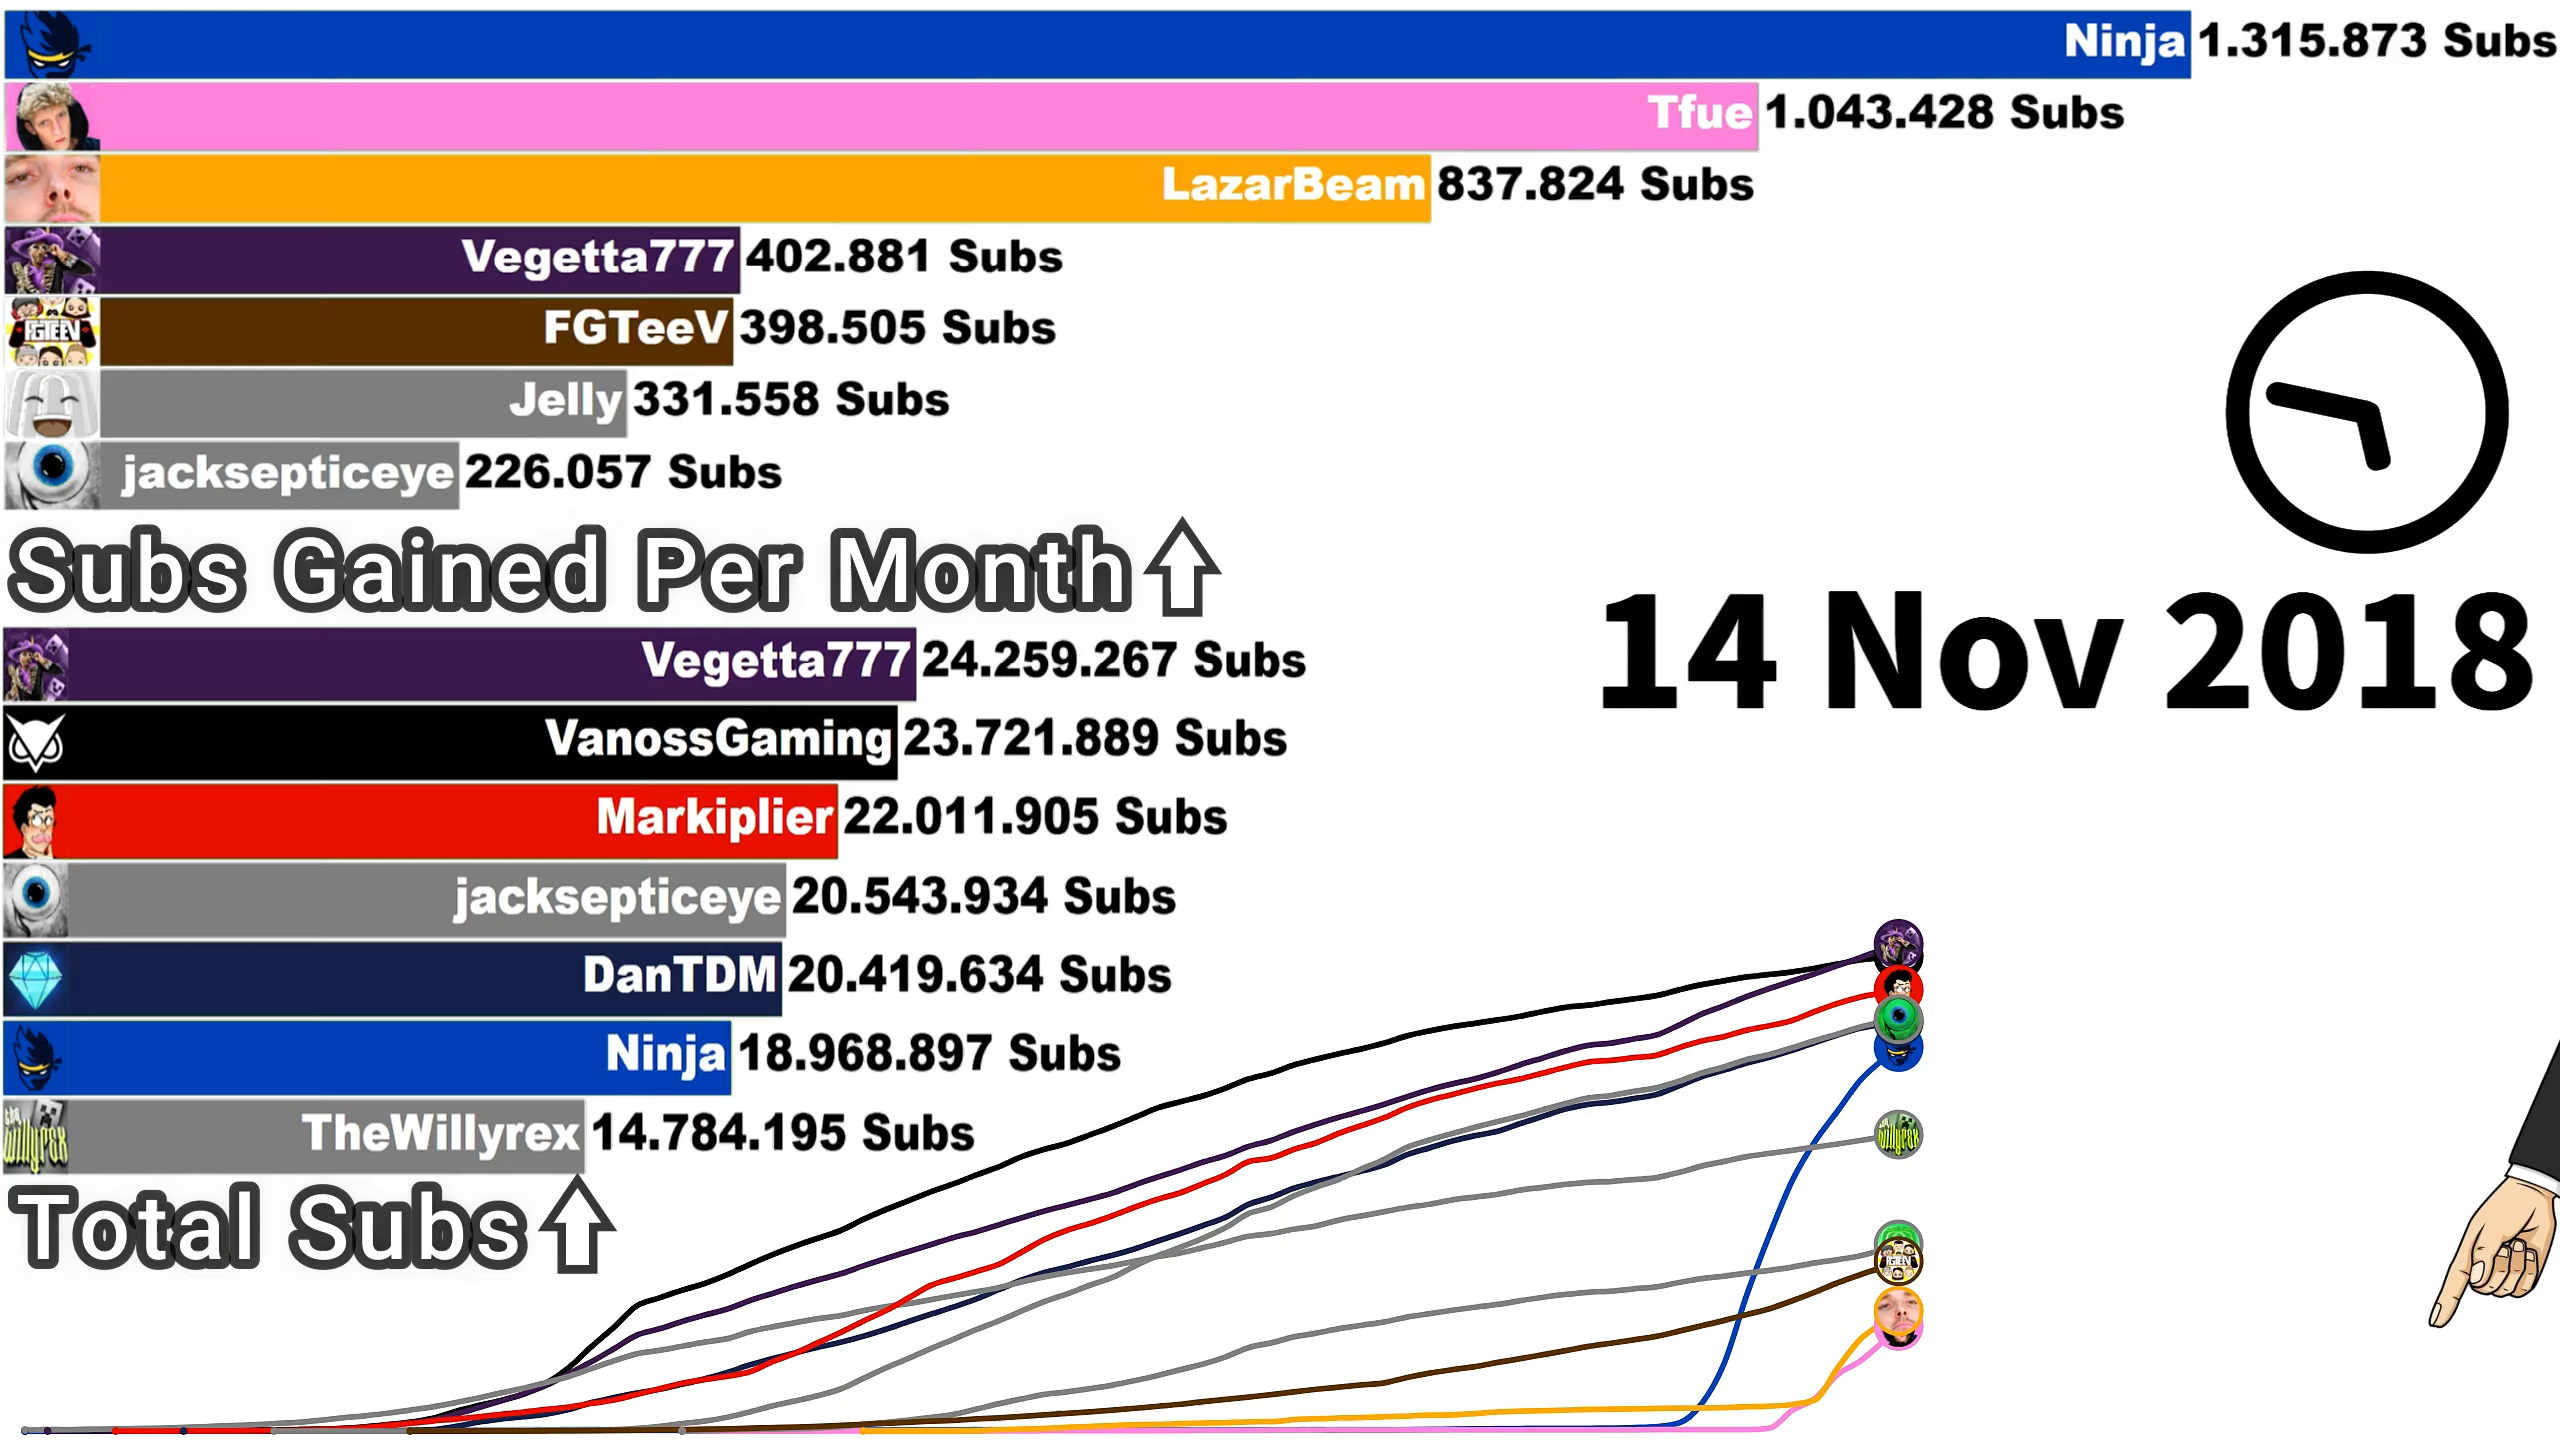 Ninja 1.315.873 Subs
Tfue 1.043.428 Subs
LazarBeam 837.824 Subs
Vegetta777 402.881 Subs
FGTeeV 398.505 Subs
Jelly 331.558 Subs
jacksepticeye 226.057 Subs
Subs Gained Per Month
14 Nov 2018
Vegetta777 24.259.267 Subs
VanossGaming 23.721.889 Subs
Markiplier 22.011.905 Subs
jacksepticeye 20.543.934 Subs
DanTDM 20.419.634 Subs
Ninja 18.968.897 Subs
TheWillyrex 14.784.195 Subs
Total Subs